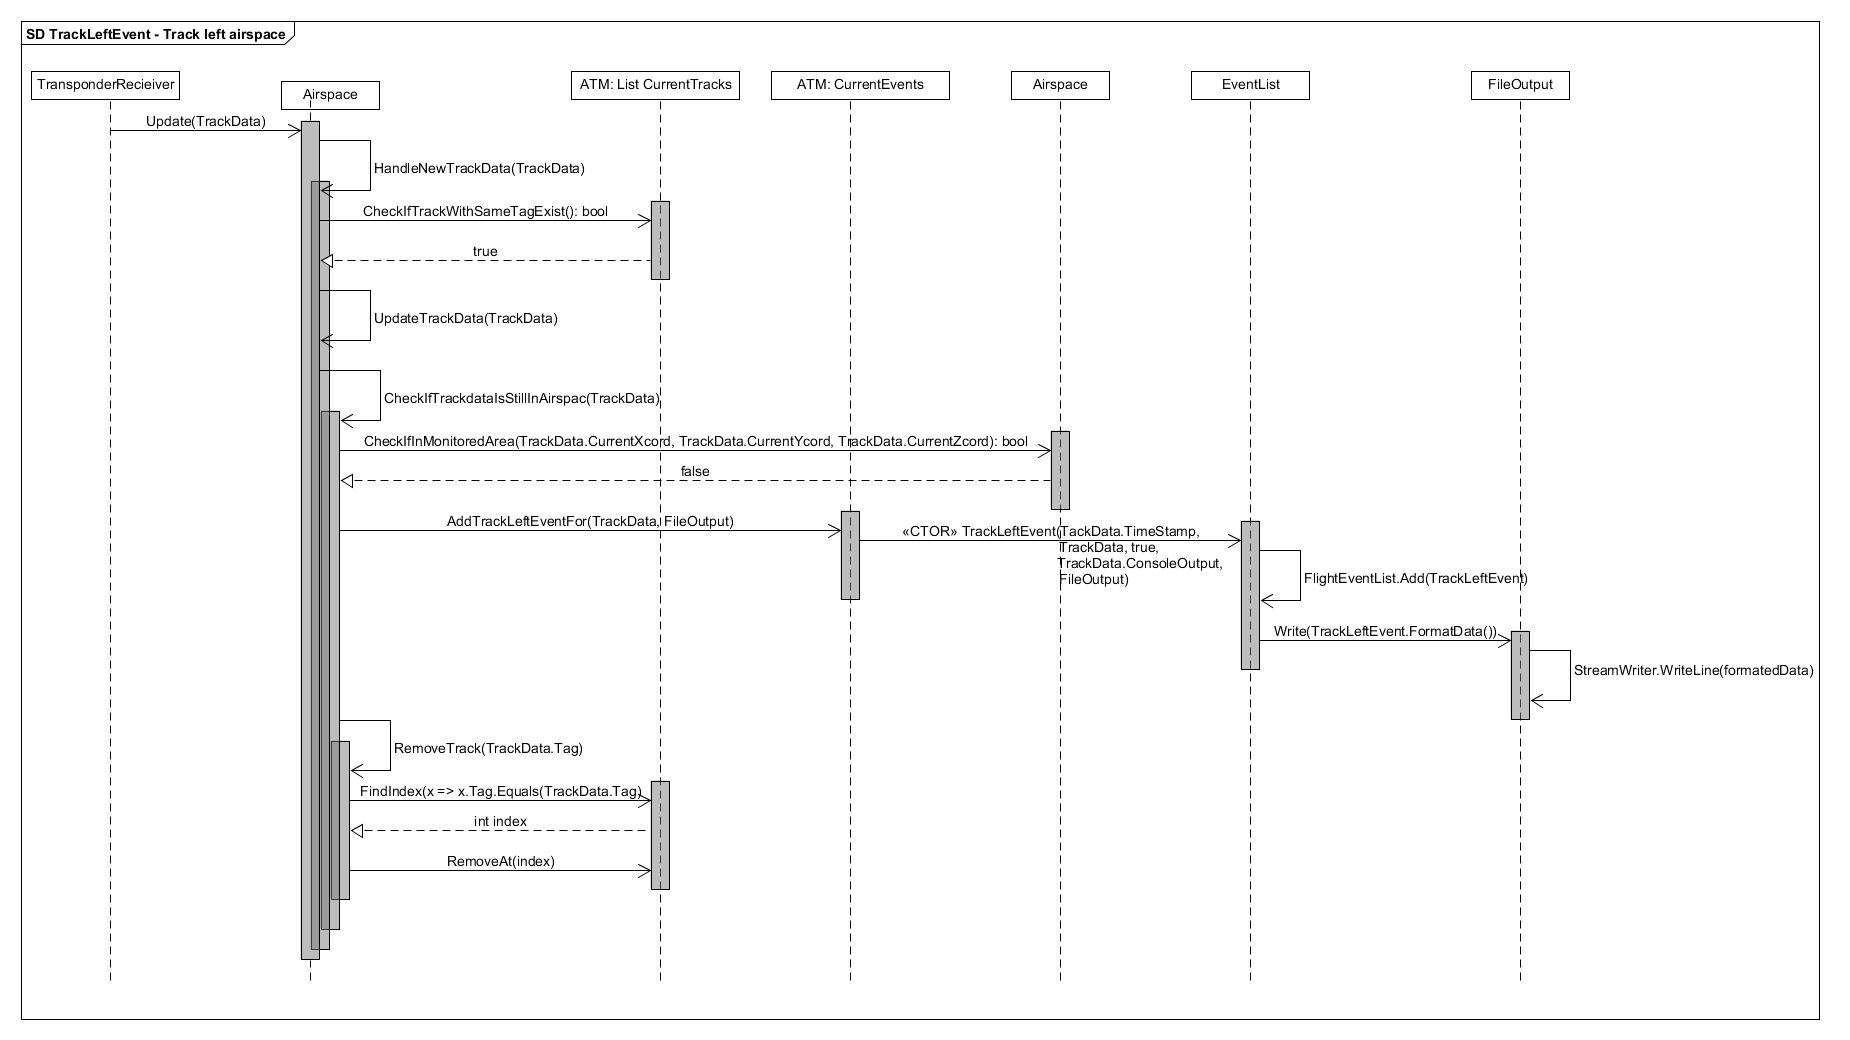 SD TrackLeftEvent - Track left airspace
TransponderRecieiver
Airspace
ATM: List CurrentTracks
ATM: CurrentEvents
Airspace
EventList
FileOutput
Update(TrackData)
HandleNewTrackData(TrackData)
CheckIfTrackWithSameTagExist(): bool
true
UpdateTrackData(TrackData)
CheckIfTrackdataIsStillInAirspac(TrackData)
CheckIfInMonitoredArea(TrackData.CurrentXcord, TrackData.CurrentYcord, TrackData.CurrentZcord): bool
false
AddTrackLeftEventFor(TrackData, FileOutput)
«CTOR» TrackLeftEvent(TackData.TimeStamp,
TrackData, true,
TrackData.ConsoleOutput,
FileOutput)
FlightEventList.Add(TrackLeftEvent)
Write(TrackLeftEvent.FormatData())
StreamWriter.WriteLine(formatedData)
RemoveTrack(TrackData.Tag)
FindIndex(x => x.Tag.Equals(TrackData.Tag)
int index
RemoveAt(index)